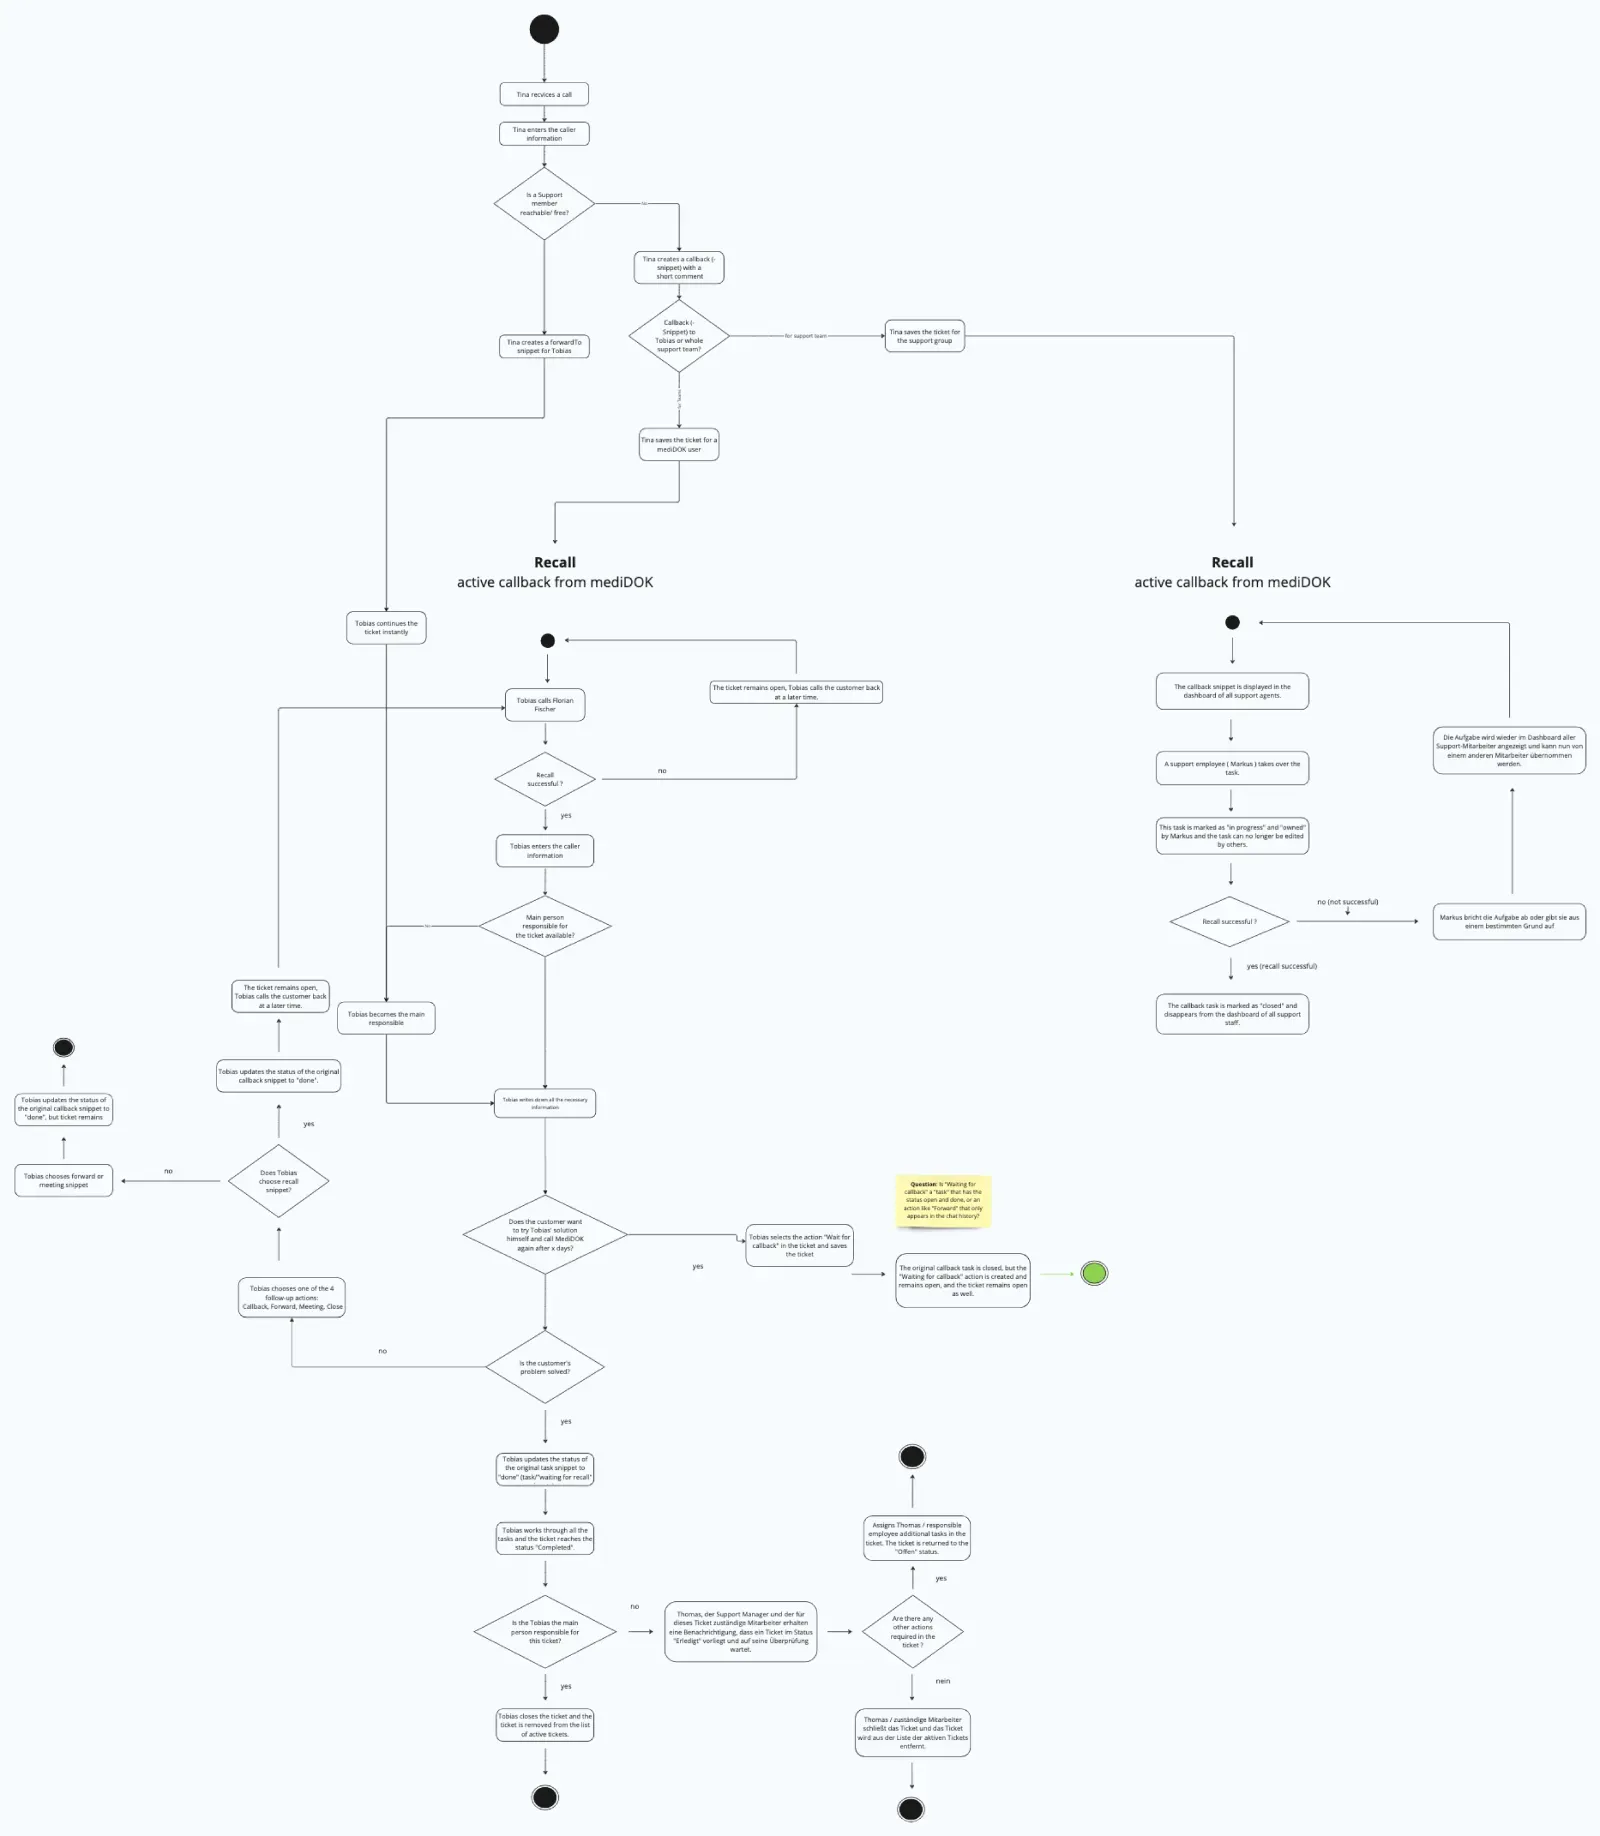 Tina recvices a call
Tina enters the caller
information
Is a Support
member
reachable/ free?
No
Tina creates a callback (-
snippet) with a
short comment
Callback (-
Snippet) to
Tobias or whole
support team?
For support team
Tina saves the ticket for
the support group
Tina creates a forwardTo
snippet for Tobias
Tina saves the ticket for a
mediDOK user
Recall
active callback from mediDOK
Recall
active callback from mediDOK
Tobias continues the
ticket instantly
Tobias calls Florian
Fischer
The ticket remains open, Tobias calls the customer back
at a later time.
Recall
successful ?
no
yes
Tobias enters the caller
information
Main person
responsible for
the ticket available?
No
The callback snippet is displayed in the
dashboard of all support agents.
A support employee ( Markus ) takes over the
task.
This task is marked as "in progress" and "owned"
by Markus and the task can no longer be edited
by others.
Recall successful ?
no (not successful)
yes (recall successful)
The callback task is marked as "closed" and
disappears from the dashboard of all support
staff.
Die Aufgabe wird wieder im Dashboard aller
Support-Mitarbeiter angezeigt und kann nun von
einem anderen Mitarbeiter übernommen
werden.
Markus bricht die Aufgabe ab oder gibt sie aus
einem bestimmten Grund auf
The ticket remains open,
Tobias calls the customer back
at a later time.
Tobias becomes the main
responsible
Tobias updates the status of the original
callback snippet to "done".
yes
Tobias updates the status of
the original callback snippet to
"done", but ticket remains
Tobias chooses forward or
meeting snippet
no
Does Tobias
choose recall
snippet?
Tobias writes down all the necessary
information
Does the customer want
to try Tobias' solution
himself and call MediDOK
again after x days?
yes
Tobias selects the action "Wait for
callback" in the ticket and saves
the ticket
Question: Is "Waiting for
callback" a "task" that has the
status open and done, or an
action like "Forward" that only
appears in the chat history?
The original callback task is closed, but the
"Waiting for callback" action is created and
remains open, and the ticket remains open
as well.
Tobias chooses one of the 4
follow-up actions:
Callback, Forward, Meeting, Close
no
Is the customer's
problem solved?
yes
Tobias updates the status of
the original task snippet to
"done" (task/"waiting for recall"
Tobias works through all the
tasks and the ticket reaches the
status "Completed".
Is the Tobias the main
person responsible for
this ticket?
no
yes
Thomas, der Support Manager und der für
dieses Ticket zuständige Mitarbeiter erhalten
eine Benachrichtigung, dass ein Ticket im Status
"Erledigt" vorliegt und auf seine Überprüfung
wartet.
Assigns Thomas / responsible
employee additional tasks in the
ticket. The ticket is returned to the
"Offen" status.
yes
Are there any
other actions
required in the
ticket ?
nein
Tobias closes the ticket and the
ticket is removed from the list
of active tickets.
Thomas / zuständige Mitarbeiter
schließt das Ticket und das Ticket
wird aus der Liste der aktiven Tickets
entfernt.